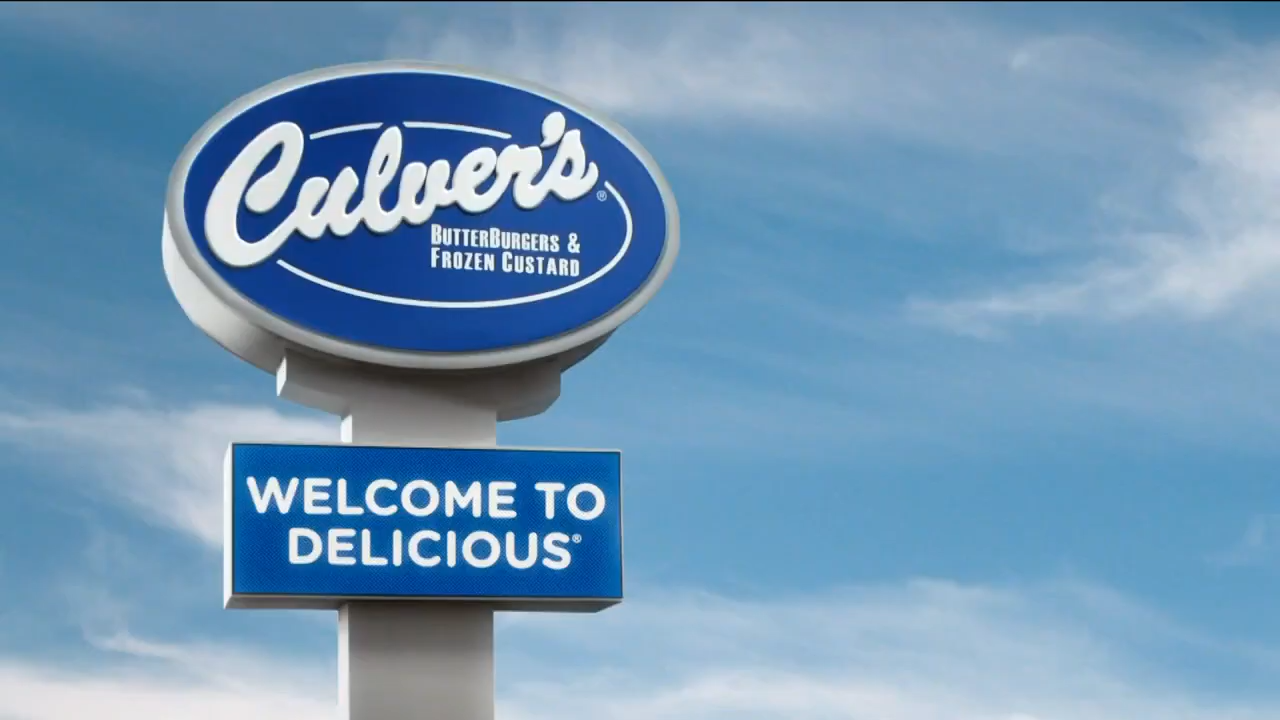 Culver's®
ButterBurgers &
Frozen Custard
WELCOME TO
DELICIOUS®